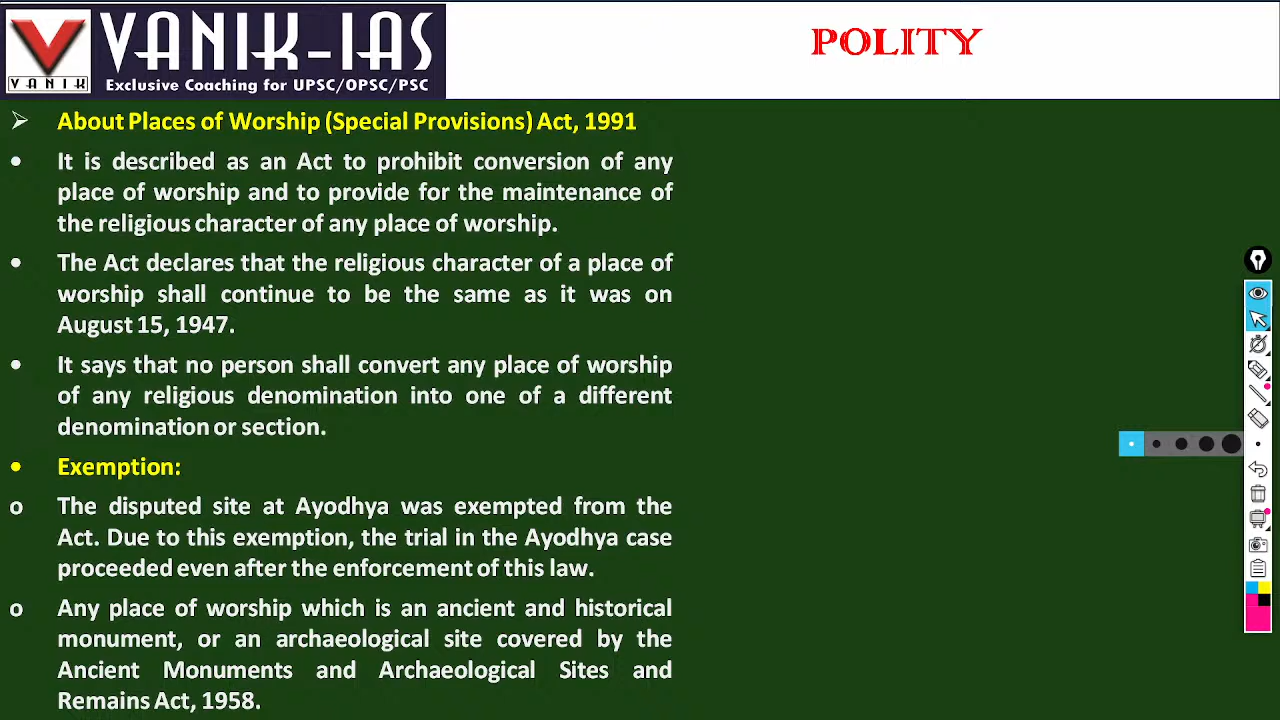 VANIK-IAS
VANIK
Exclusive Coaching for UPSC/OPSC/PSC
POLITY
➢ About Places of Worship (Special Provisions) Act, 1991
• It is described as an Act to prohibit conversion of any
place of worship and to provide for the maintenance of
the religious character of any place of worship.
• The Act declares that the religious character of a place of
worship shall continue to be the same as it was on
August 15, 1947.
• It says that no person shall convert any place of worship
of any religious denomination into one of a different
denomination or section.
• Exemption:
o The disputed site at Ayodhya was exempted from the
Act. Due to this exemption, the trial in the Ayodhya case
proceeded even after the enforcement of this law.
o Any place of worship which is an ancient and historical
monument, or an archaeological site covered by the
Ancient Monuments and Archaeological Sites and
Remains Act, 1958.